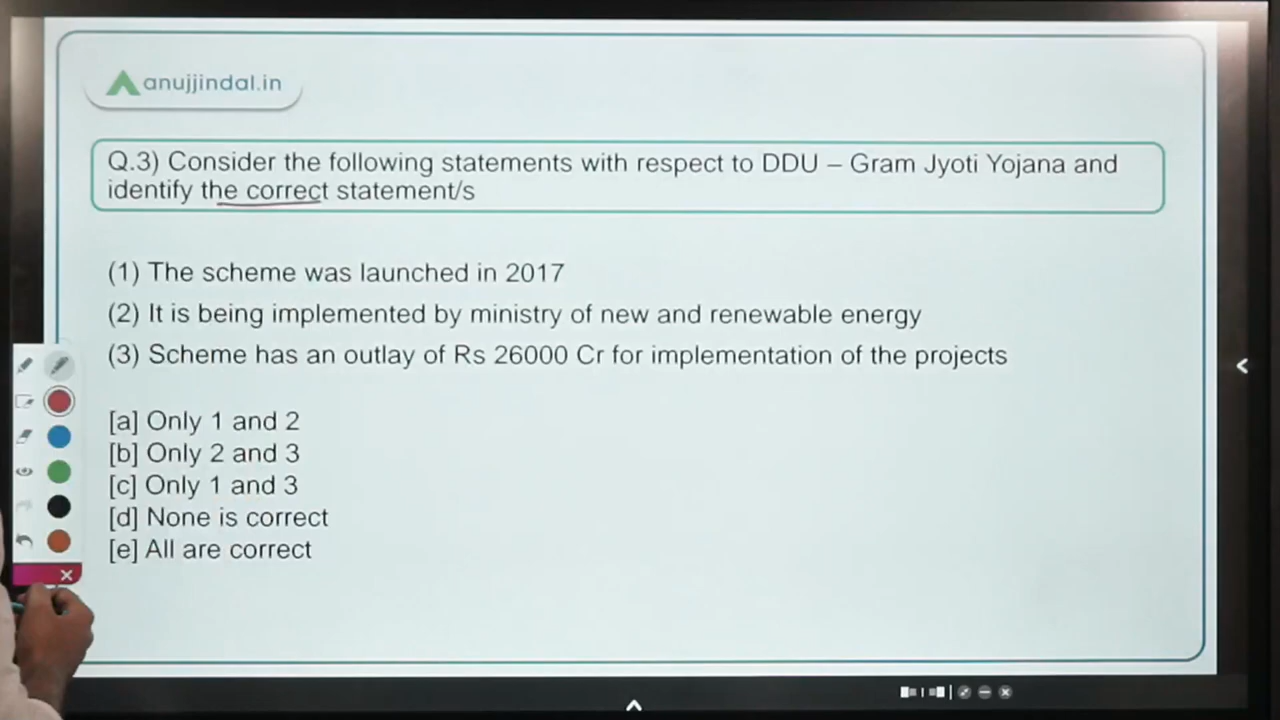 anujjindal.in
Q.3) Consider the following statements with respect to DDU – Gram Jyoti Yojana and
identify the correct statement/s
(1) The scheme was launched in 2017
(2) It is being implemented by ministry of new and renewable energy
(3) Scheme has an outlay of Rs 26000 Cr for implementation of the projects
[a] Only 1 and 2
[b] Only 2 and 3
[c] Only 1 and 3
[d] None is correct
[e] All are correct